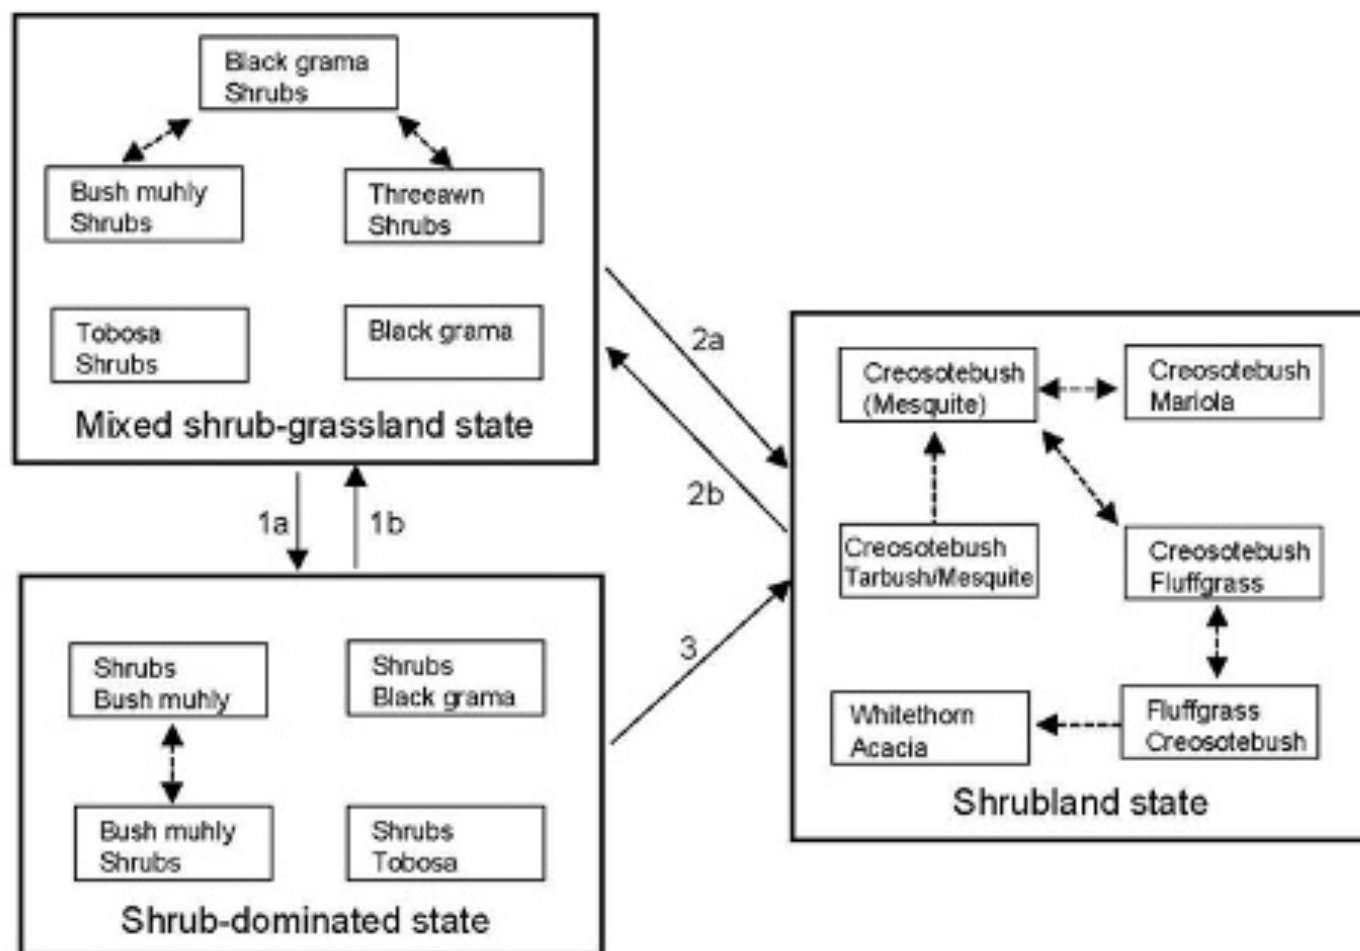 Black grama
Shrubs
Bush muhly
Shrubs
Threeawn
Shrubs
Tobosa
Shrubs
Black grama
Mixed shrub-grassland state
1a
1b
2a
2b
3
Shrubs
Bush muhly
Shrubs
Black grama
Bush muhly
Shrubs
Shrubs
Tobosa
Shrub-dominated state
Creosotebush
(Mesquite)
Creosotebush
Mariola
Creosotebush
Tarbush/Mesquite
Creosotebush
Fluffgrass
Whitethorn
Acacia
Fluffgrass
Creosotebush
Shrubland state